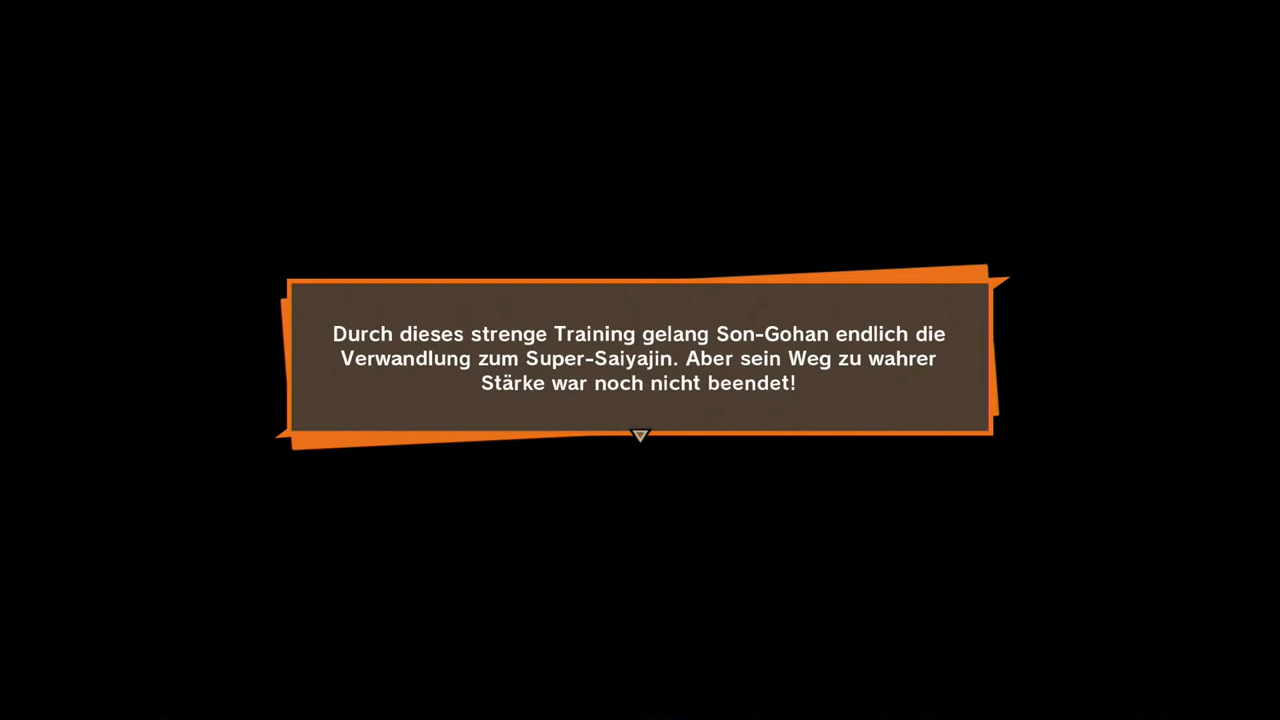 Durch dieses strenge Training gelang Son-Gohan endlich die
Verwandlung zum Super-Saiyajin. Aber sein Weg zu wahrer
Stärke war noch nicht beendet!